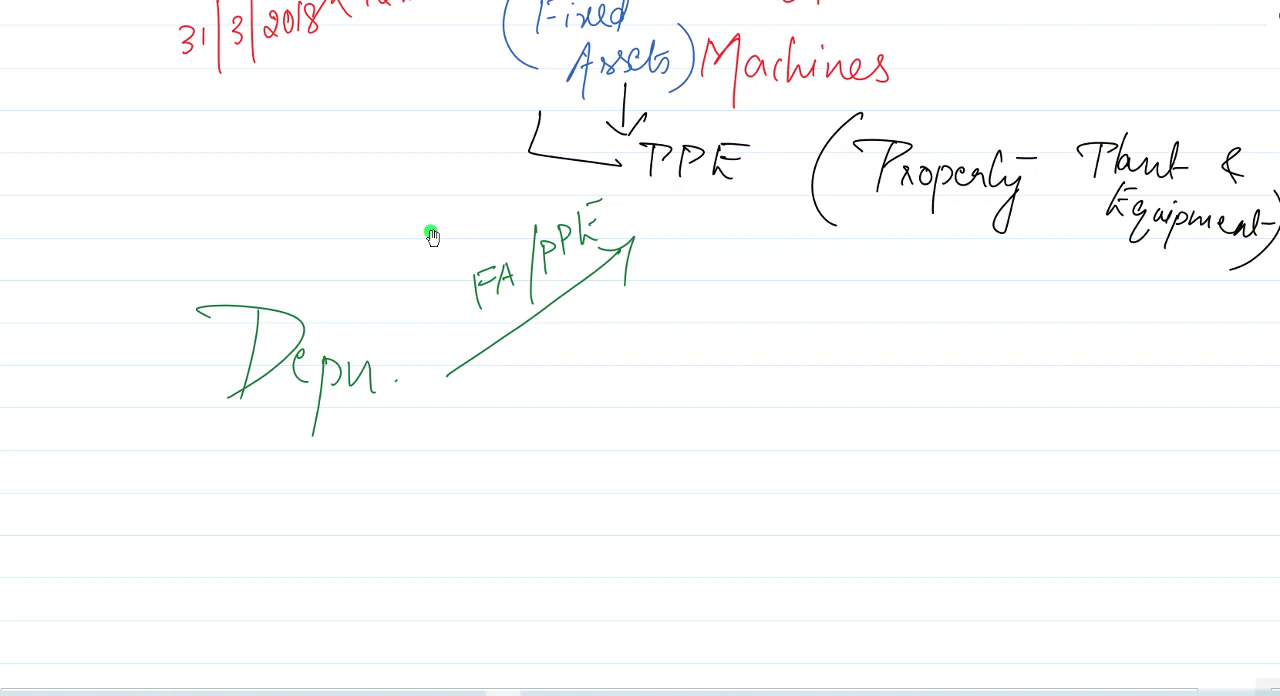 31/3/2018
(Fixed
Assets) Machines
PPE (Property Plant &
Equipment)
FA/PPE
Depn.